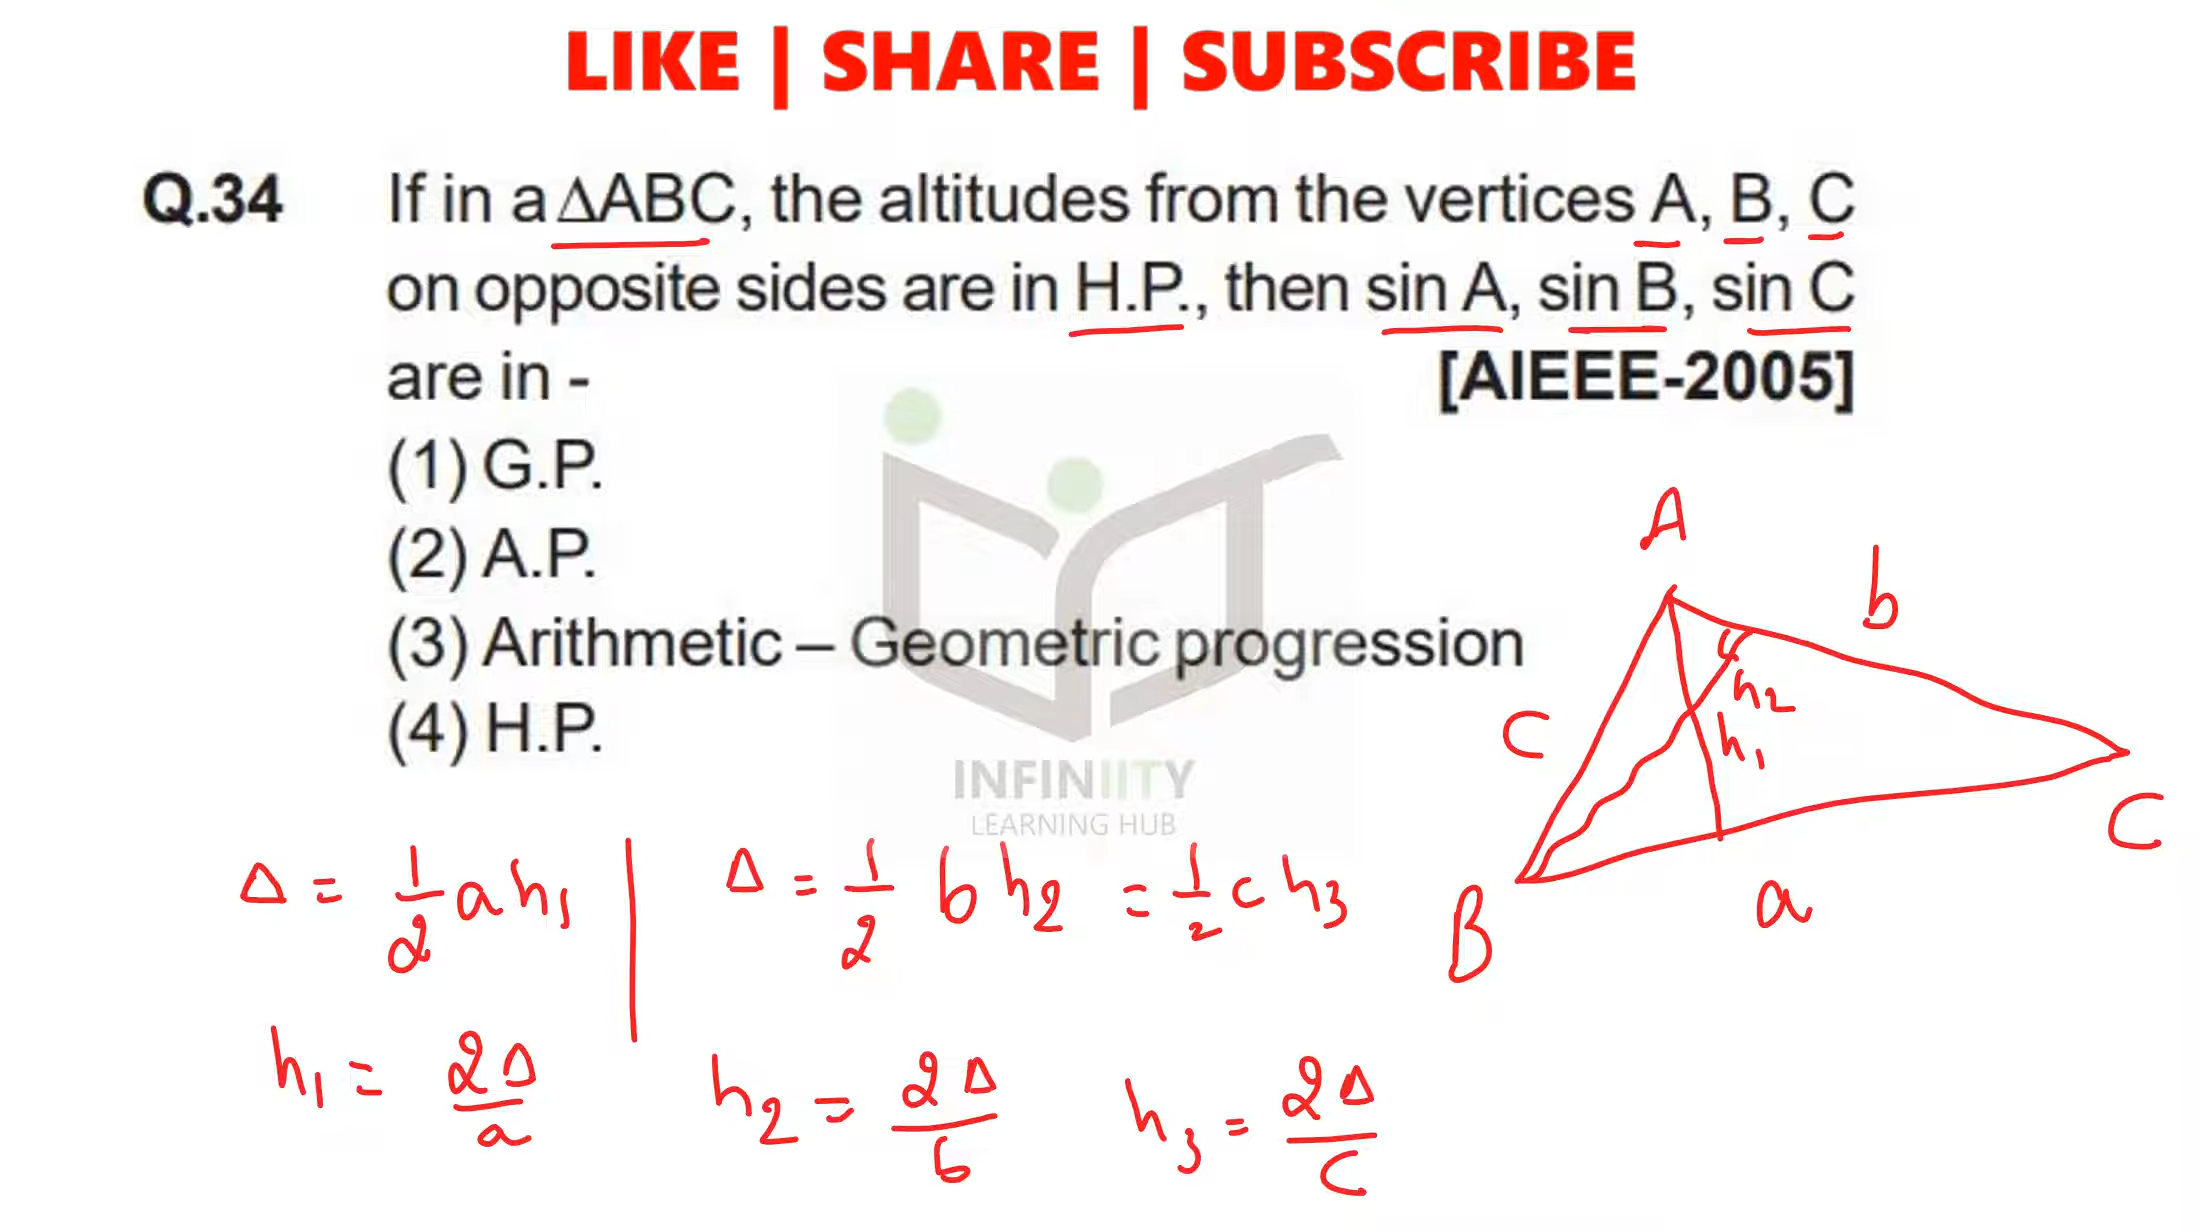 LIKE | SHARE | SUBSCRIBE
Q.34 If in a ΔABC, the altitudes from the vertices A, B, C
on opposite sides are in H.P., then sin A, sin B, sin C
are in - [AIEEE-2005]
(1) G.P.
(2) A.P.
(3) Arithmetic – Geometric progression
(4) H.P.
INFINIITY
LEARNING HUB
A
b
h2
h1
C
C
B
a
Δ = 1/2 a h1 | Δ = 1/2 b h2 = 1/2 c h3
h1 = 2Δ/a h2 = 2Δ/b h3 = 2Δ/c